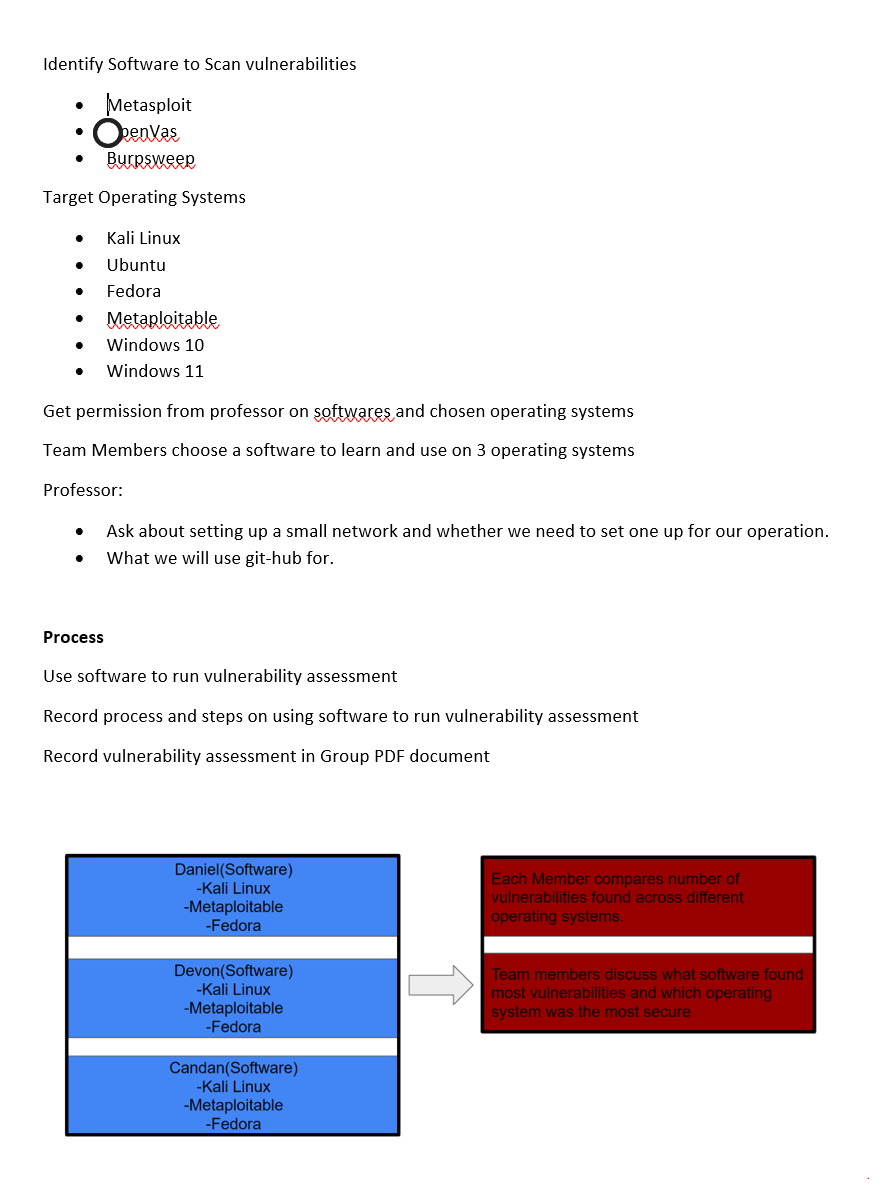 Identify Software to Scan vulnerabilities
Metasploit
OpenVas
Burpsweep
Target Operating Systems
Kali Linux
Ubuntu
Fedora
Metaploitable
Windows 10
Windows 11
Get permission from professor on softwares and chosen operating systems
Team Members choose a software to learn and use on 3 operating systems
Professor:
Ask about setting up a small network and whether we need to set one up for our operation.
What we will use git-hub for.
Process
Use software to run vulnerability assessment
Record process and steps on using software to run vulnerability assessment
Record vulnerability assessment in Group PDF document
Daniel(Software)
-Kali Linux
-Metaploitable
-Fedora
Devon(Software)
-Kali Linux
-Metaploitable
-Fedora
Candan(Software)
-Kali Linux
-Metaploitable
-Fedora
Each Member compares number of
vulnerabilities found across different
operating systems.
Team members discuss what software found
most vulnerabilities and which operating
system was the most secure